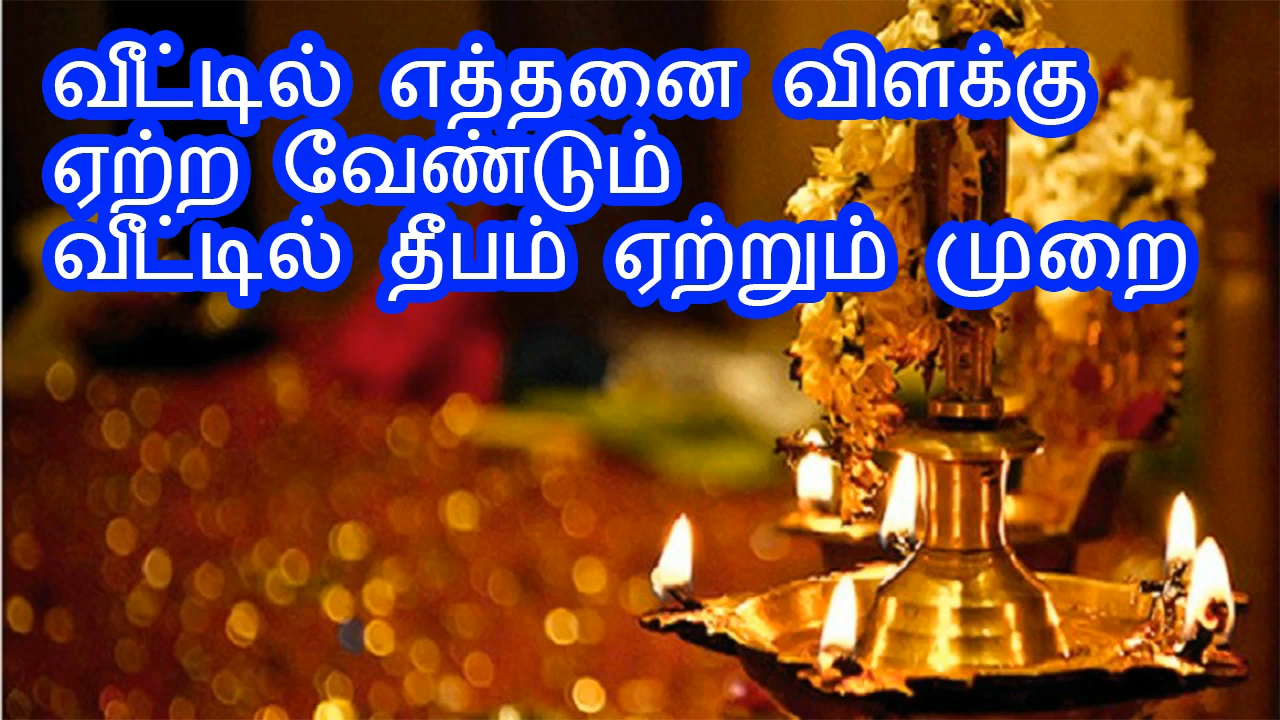 வீட்டில் எத்தனை விளக்கு
ஏற்ற வேண்டும்
வீட்டில் தீபம் ஏற்றும் முறை